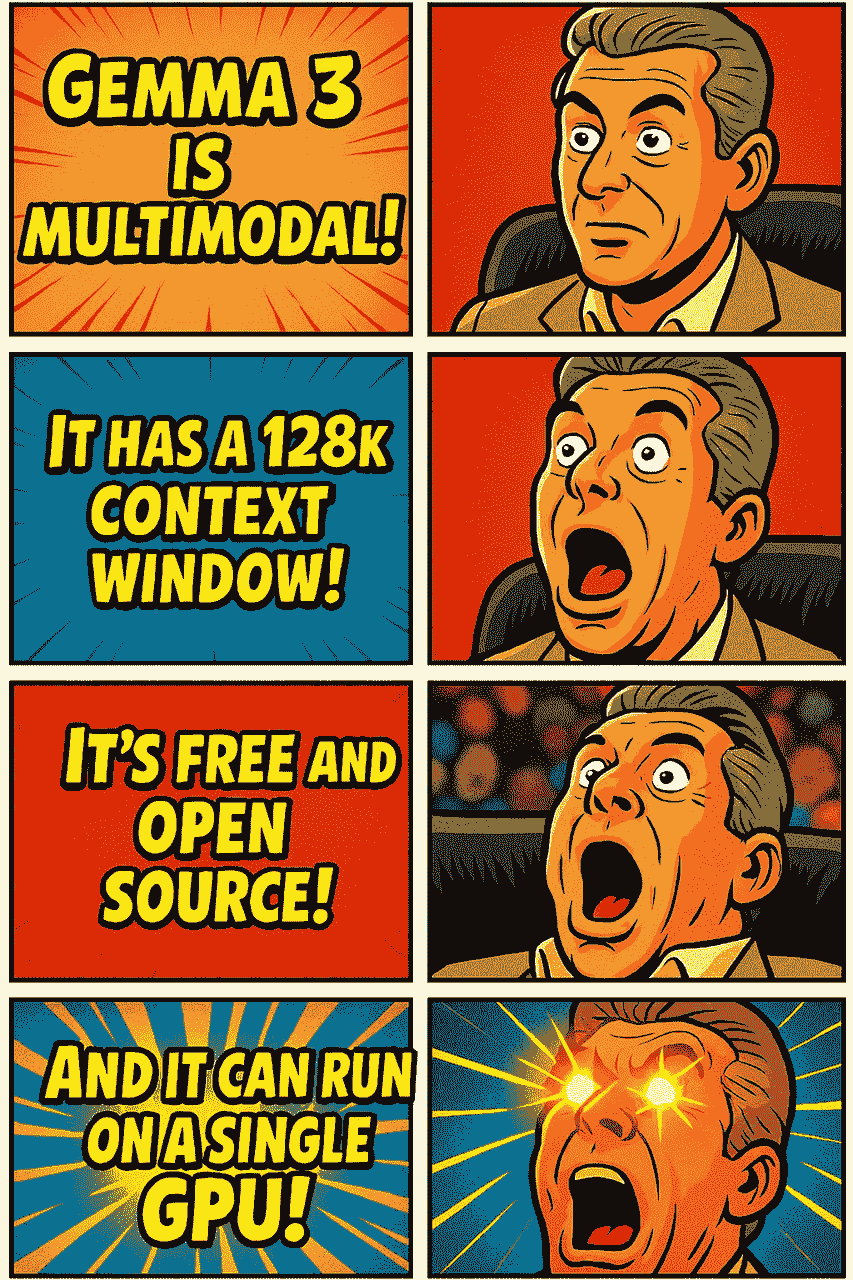 GEMMA 3
IS
MULTIMODAL!
IT HAS A 128K
CONTEXT
WINDOW!
IT'S FREE AND
OPEN
SOURCE!
AND IT CAN RUN
ON A SINGLE
GPU!